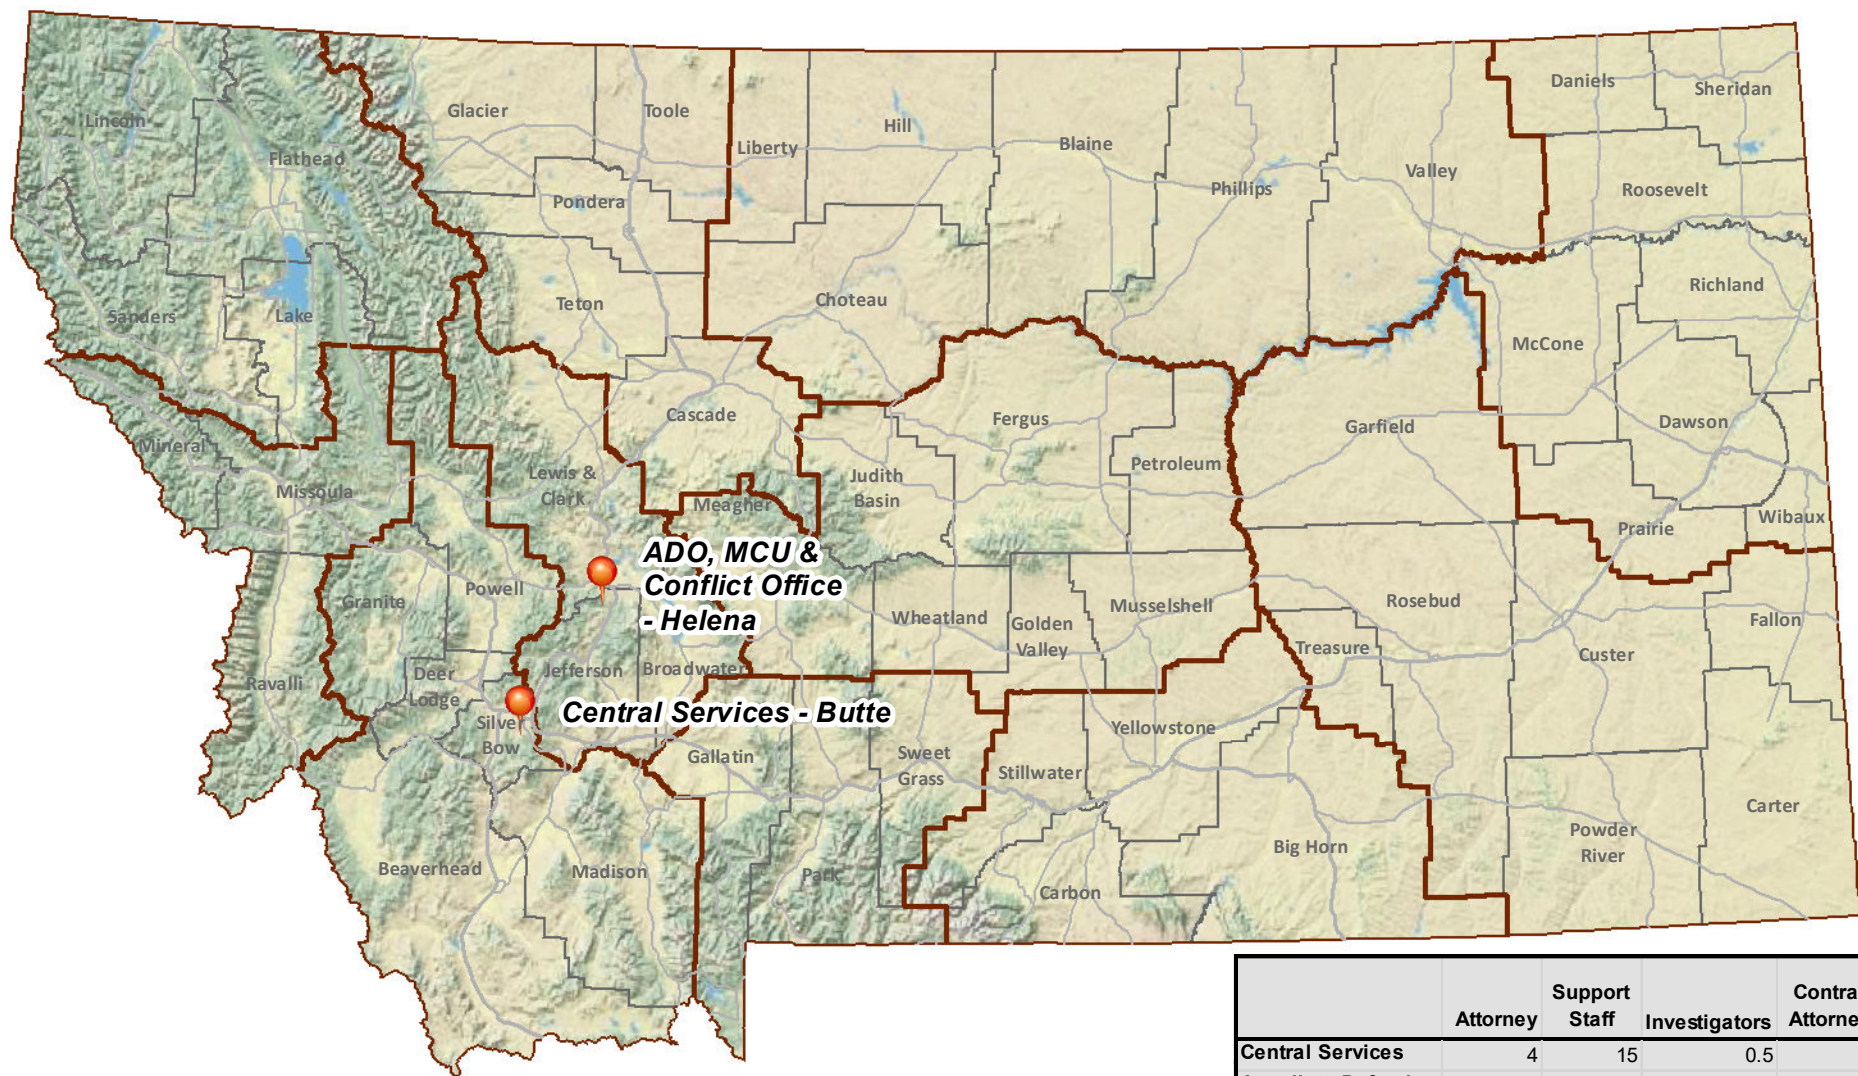 Daniels
Sheridan
Glacier
Toole
Lincoln
Hill
Liberty
Blaine
Flathead
Valley
Phillips
Roosevelt
Pondera
Richland
Teton
Choteau
Sanders
Lake
McCone
Cascade
Fergus
Garfield
Dawson
Mineral
Lewis &
Clark
Judith
Basin
Petroleum
Missoula
Meagher
Wibaux
Prairie
ADO, MCU &
Conflict Office
- Helena
Powell
Granite
Wheatland
Golden
Valley
Musselshell
Rosebud
Fallon
Treasure
Custer
Deer
Lodge
Jefferson
Broadwater
Ravalli
Central Services - Butte
Silver
Bow
Gallatin
Sweet
Grass
Yellowstone
Stillwater
Carter
Powder
River
Big Horn
Beaverhead
Madison
Park
Carbon
Attorney
Support
Staff
Investigators
Central Services 4 15 0.5